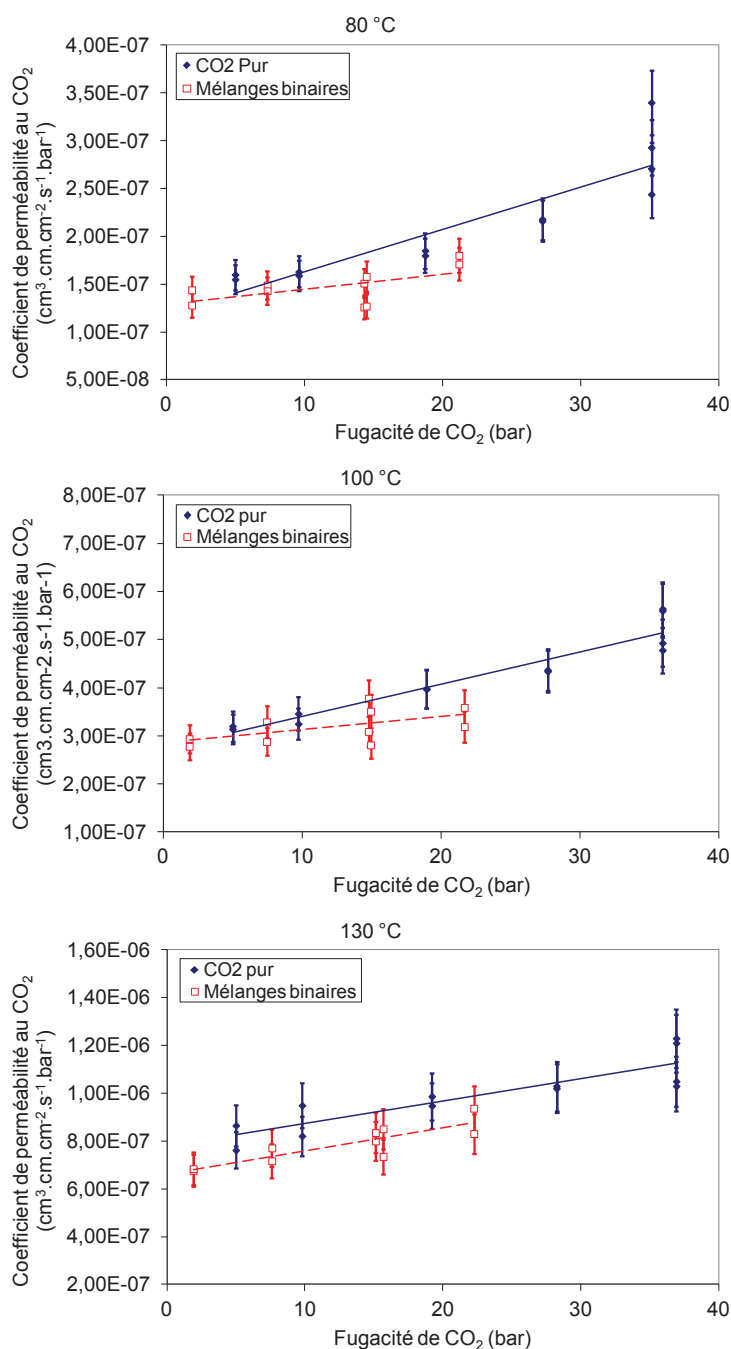 80 °C
Coefficient de perméabilité au CO₂
(cm³.cm.cm⁻².s⁻¹.bar⁻¹)
4,00E-07
3,50E-07
3,00E-07
2,50E-07
2,00E-07
1,50E-07
1,00E-07
5,00E-08
CO2 Pur
Mélanges binaires
0 10 20 30 40
Fugacité de CO₂ (bar)
100 °C
Coefficient de perméabilité au CO₂
(cm3.cm.cm-2.s-1.bar-1)
8,00E-07
7,00E-07
6,00E-07
5,00E-07
4,00E-07
3,00E-07
2,00E-07
1,00E-07
CO2 pur
Mélanges binaires
0 10 20 30 40
Fugacité de CO₂ (bar)
130 °C
Coefficient de perméabilité au CO₂
(cm³.cm.cm⁻².s⁻¹.bar⁻¹)
1,60E-06
1,40E-06
1,20E-06
1,00E-06
8,00E-07
6,00E-07
4,00E-07
2,00E-07
CO2 pur
Mélanges binaires
0 10 20 30 40
Fugacité de CO₂ (bar)